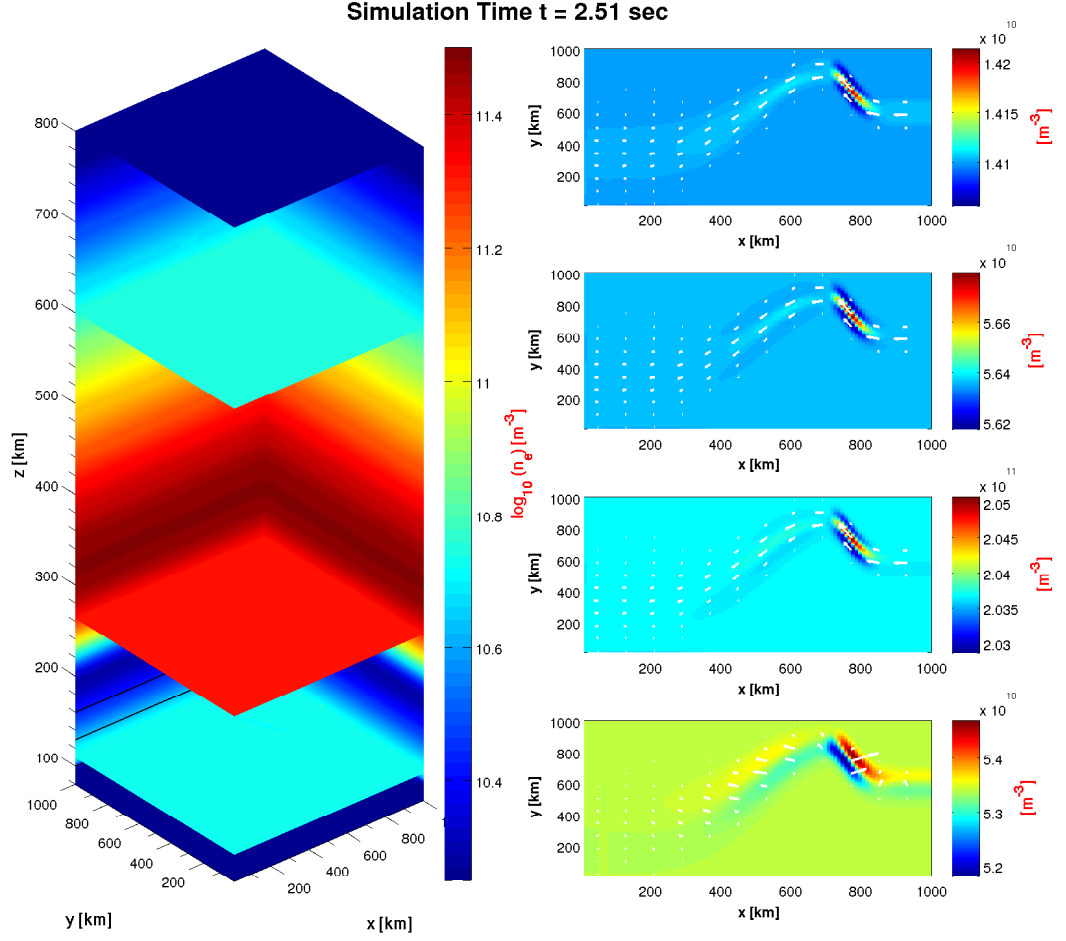 Simulation Time t = 2.51 sec
800
700
600
500
400
300
200
100
z [km]
1000
800
600
400
200
y [km]
200
400
600
800
1
x [km]
11.4
11.2
11
10.8
10.6
10.4
log10 (ne) [m-3]
1000
800
600
400
200
y [km]
200 400 600 800 1000
x [km]
x 10^10
1.42
1.415
1.41
[m-3]
1000
800
600
400
200
y [km]
200 400 600 800 1000
x [km]
x 10^10
5.66
5.64
5.62
[m-3]
1000
800
600
400
200
y [km]
200 400 600 800 1000
x [km]
x 10^11
2.05
2.045
2.04
2.035
2.03
[m-3]
1000
800
600
400
200
y [km]
200 400 600 800 1000
x [km]
x 10^10
5.4
5.3
5.2
[m-3]